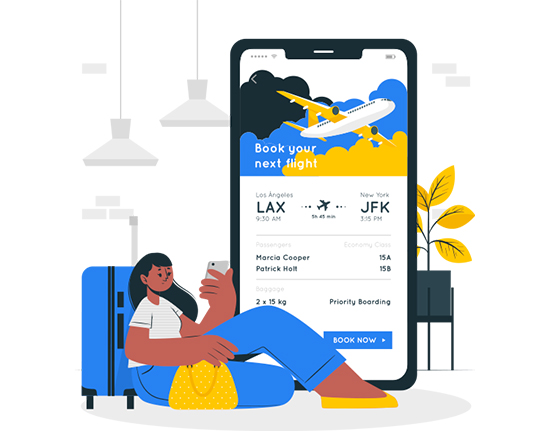 Book your
next flight
Los Angeles New York
LAX JFK
9:30 AM 5h 45 min 3:15 PM
Passengers Economy Class
Marcia Cooper 15A
Patrick Holt 15B
Baggage
2 x 15 kg Priority Boarding
BOOK NOW